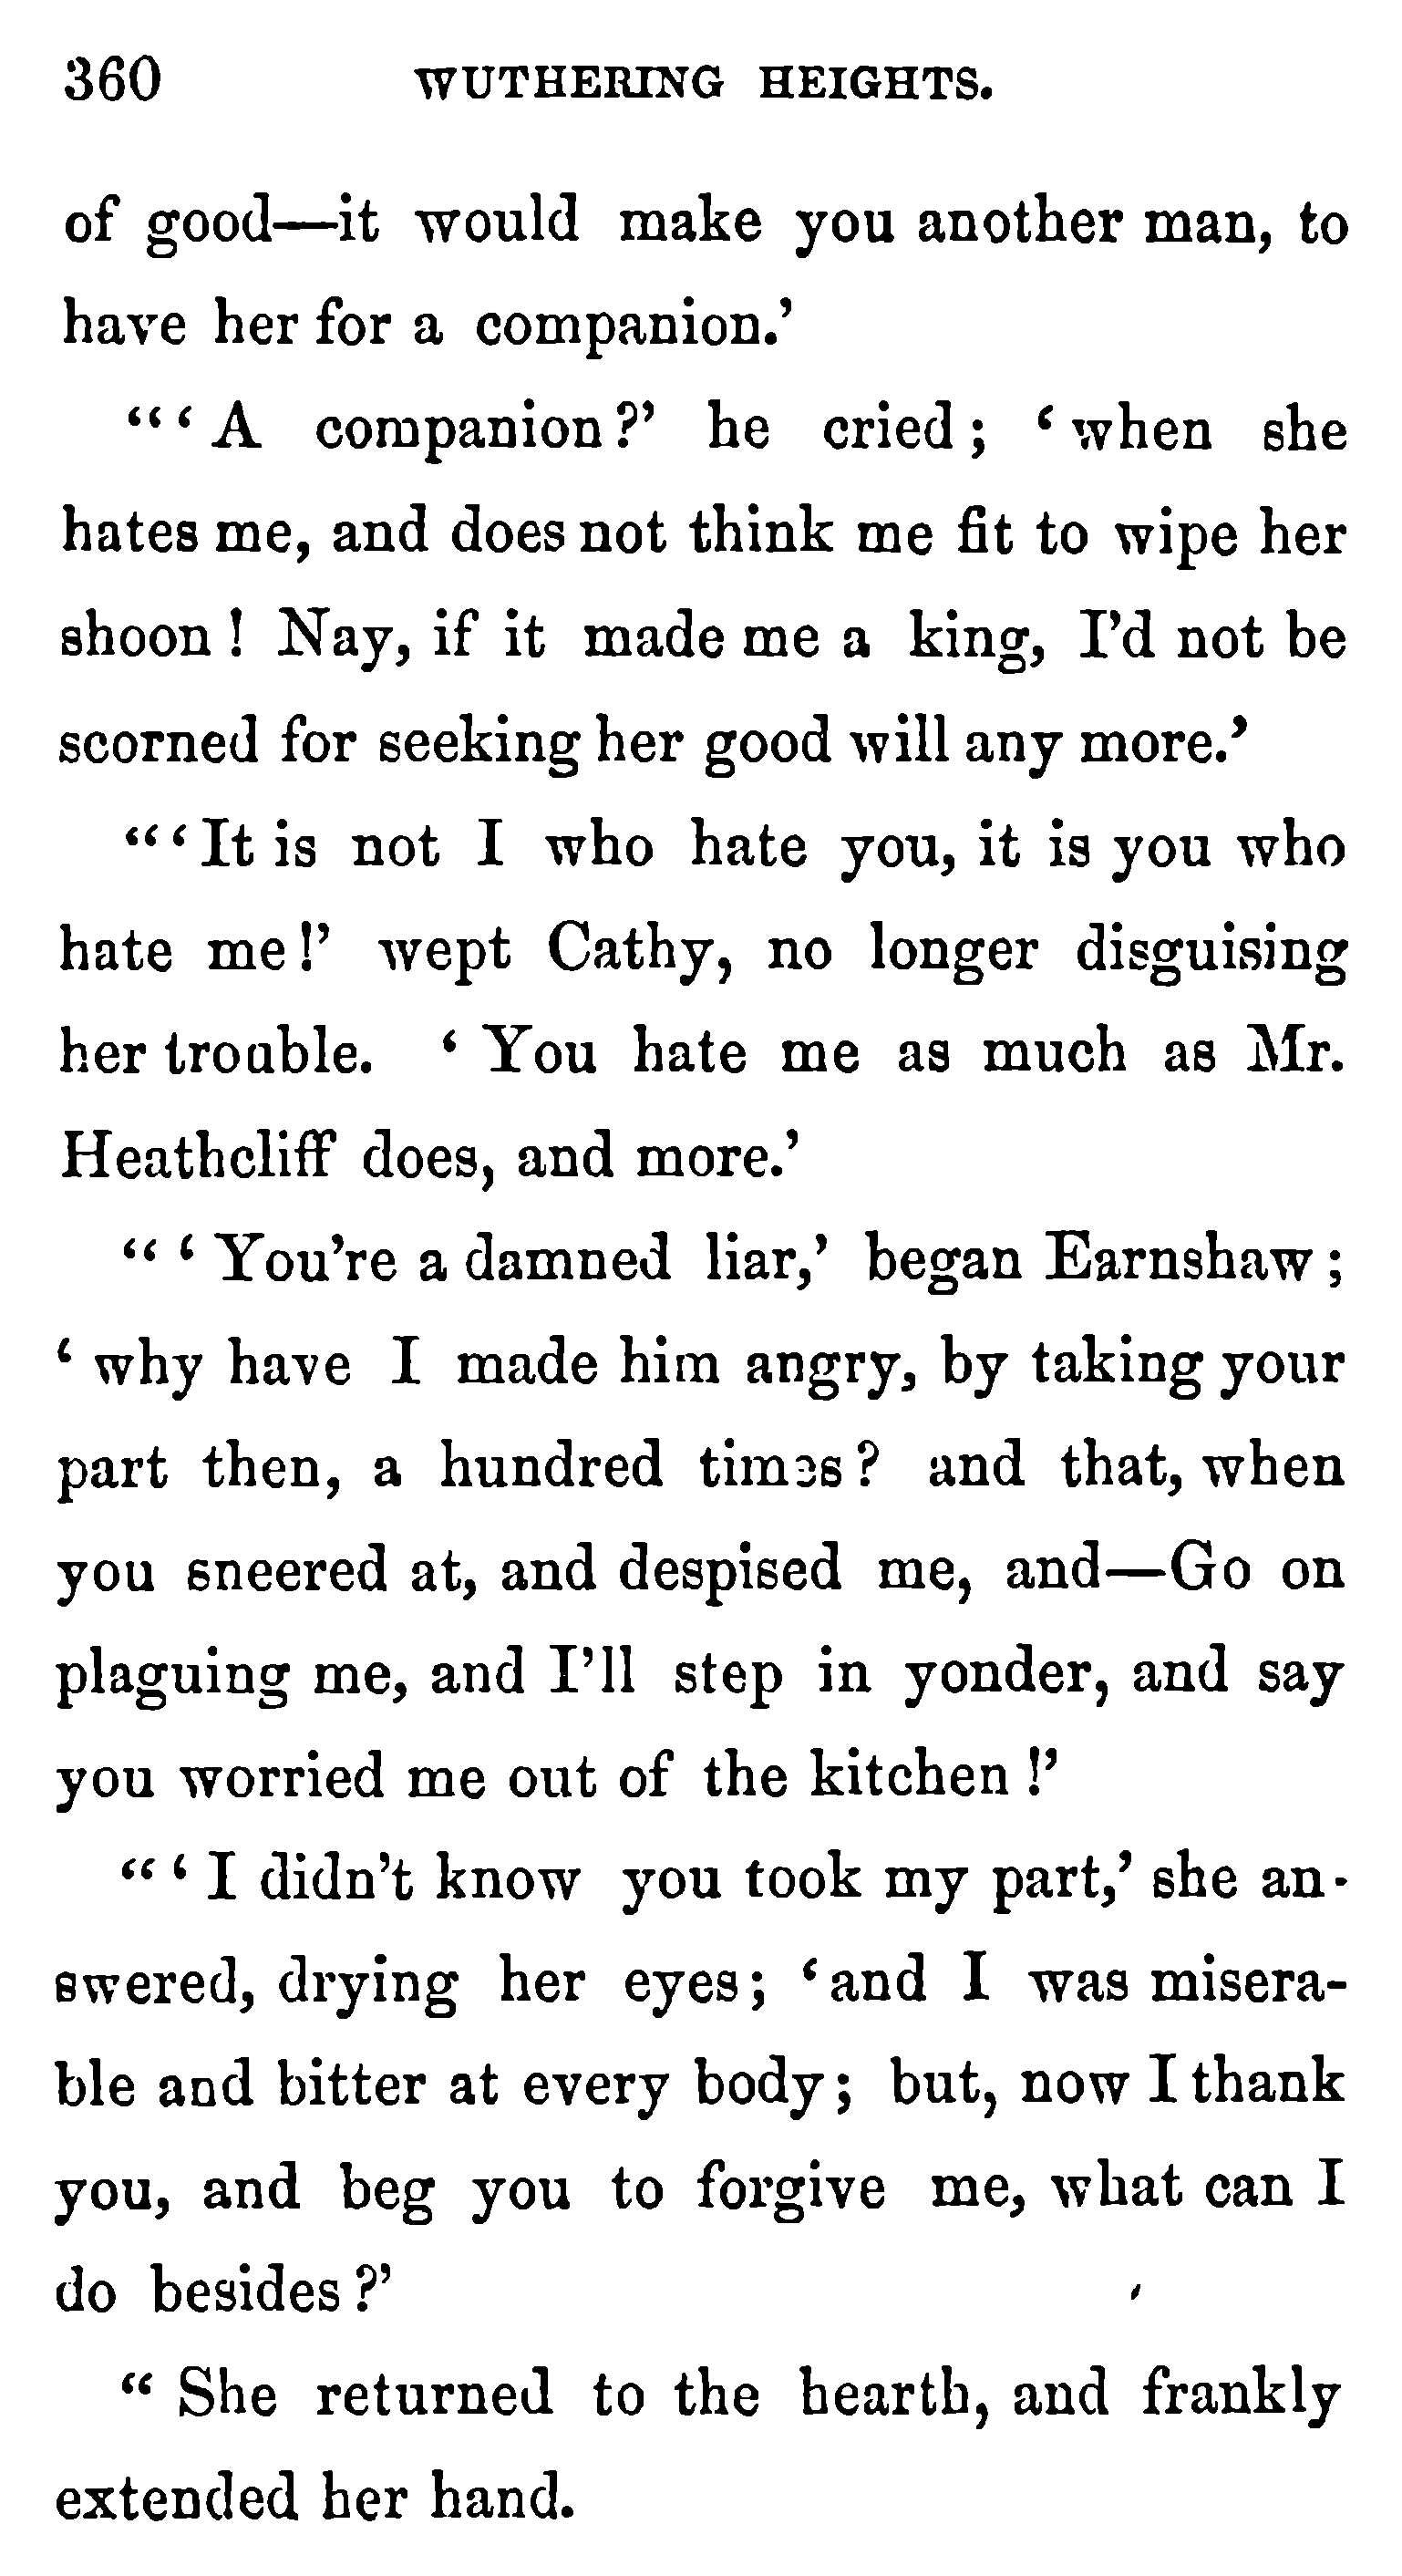 360 WUTHERING HEIGHTS.
of good—it would make you another man, to
have her for a companion.’
“‘A companion?’ he cried; ‘when she
hates me, and does not think me fit to wipe her
shoon! Nay, if it made me a king, I’d not be
scorned for seeking her good will any more.’
“‘It is not I who hate you, it is you who
hate me!’ wept Cathy, no longer disguising
her trouble. ‘You hate me as much as Mr.
Heathcliff does, and more.’
“‘You’re a damned liar,’ began Earnshaw;
‘why have I made him angry, by taking your
part then, a hundred times? and that, when
you sneered at, and despised me, and—Go on
plaguing me, and I’ll step in yonder, and say
you worried me out of the kitchen!’
“‘I didn’t know you took my part,’ she an-
swered, drying her eyes; ‘and I was misera-
ble and bitter at every body; but, now I thank
you, and beg you to forgive me, what can I
do besides?’
“She returned to the hearth, and frankly
extended her hand.